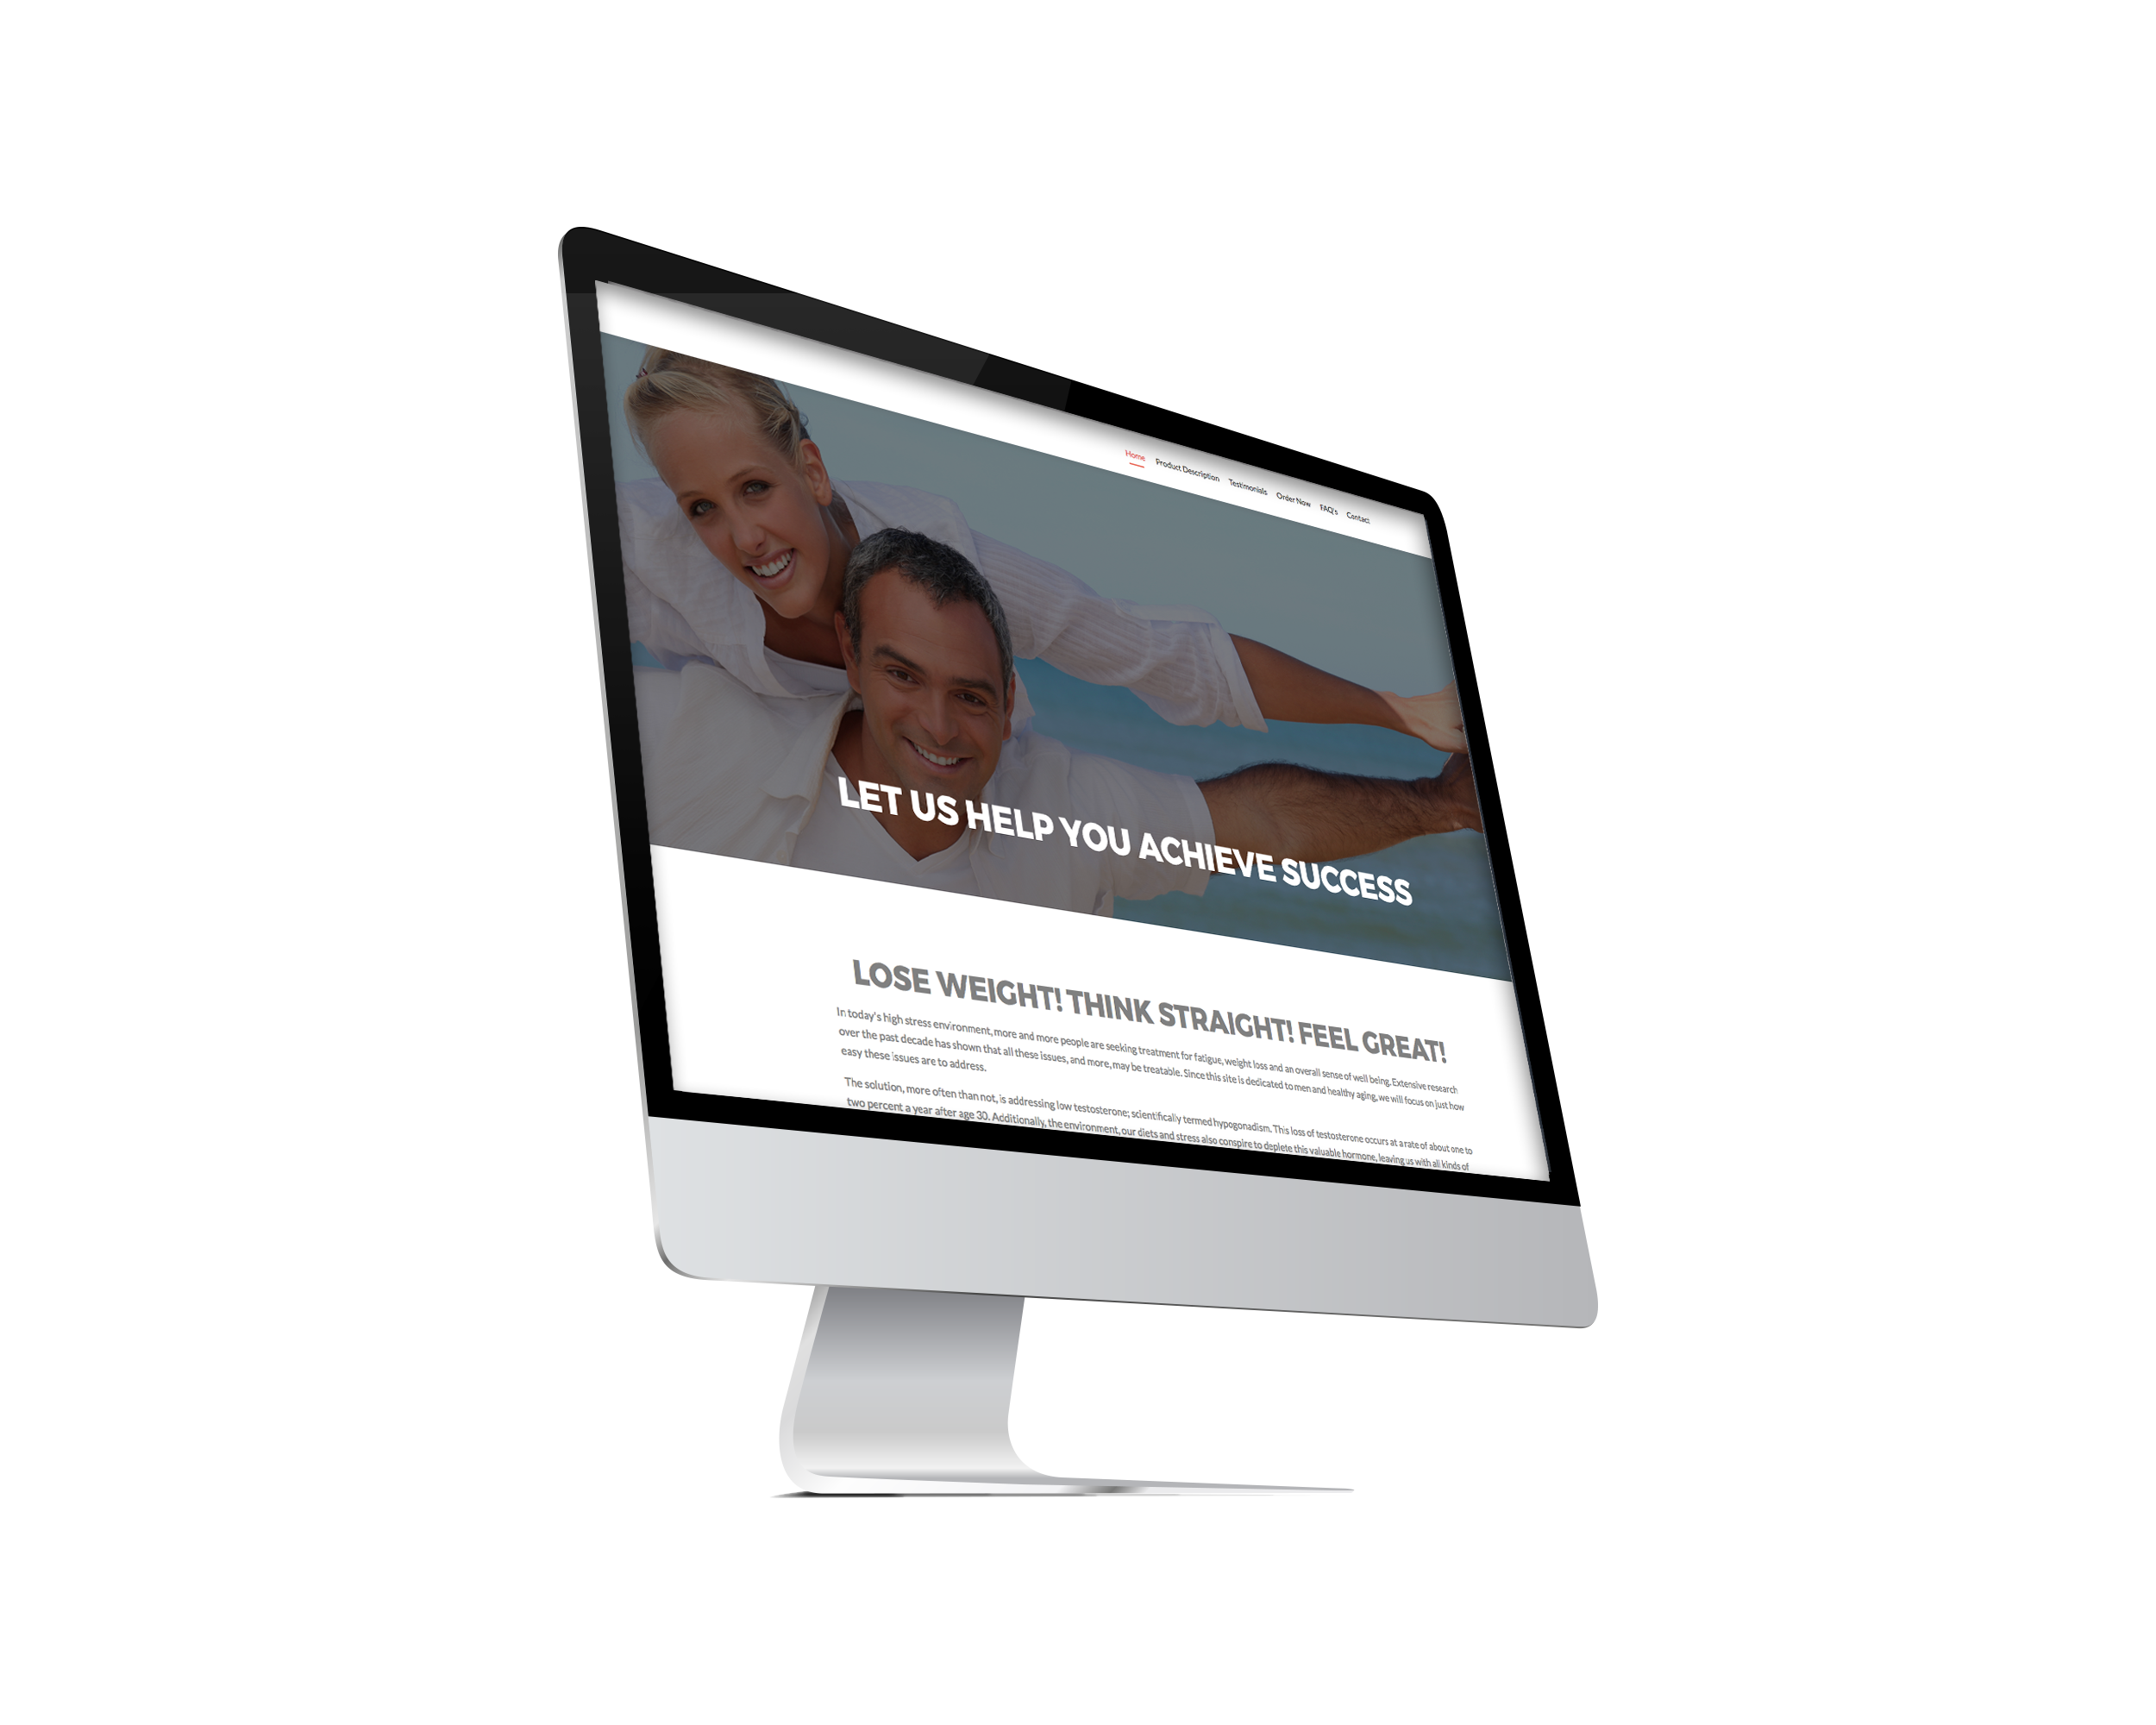 Home Product Description Testimonials Order Now FAQ's Contact
LET US HELP YOU ACHIEVE SUCCESS
LOSE WEIGHT! THINK STRAIGHT! FEEL GREAT!
In today's high stress environment, more and more people are seeking treatment for fatigue, weight loss and an overall sense of well being. Extensive research
over the past decade has shown that all these issues, and more, may be treatable. Since this site is dedicated to men and healthy aging, we will focus on just how
easy these issues are to address.
The solution, more often than not, is addressing low testosterone; scientifically termed hypogonadism. This loss of testosterone occurs at a rate of about one to
two percent a year after age 30. Additionally, the environment, our diets and stress also conspire to deplete this valuable hormone, leaving us with all kinds of